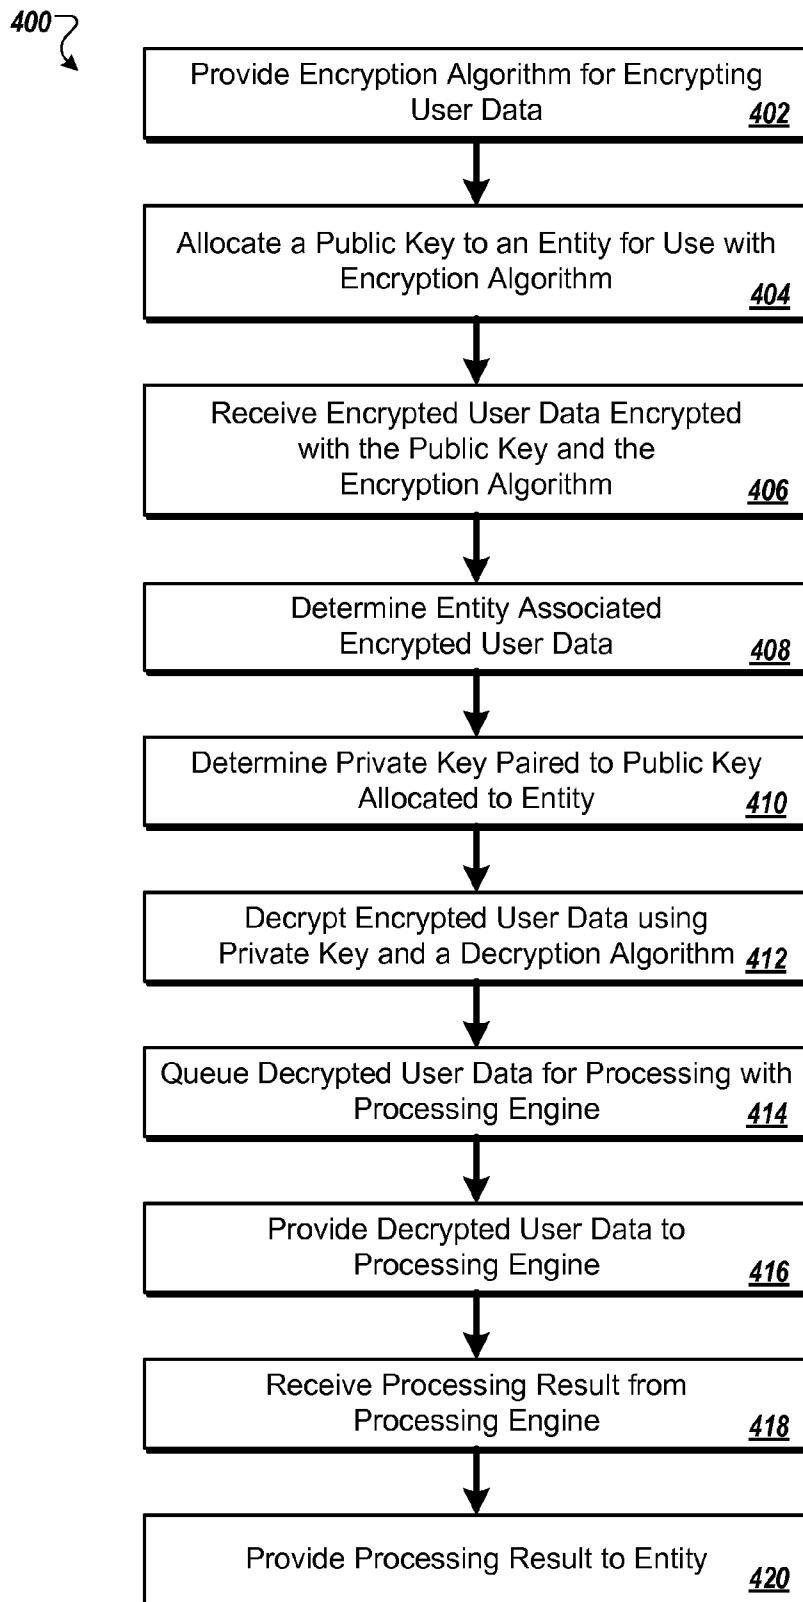 400
Provide Encryption Algorithm for Encrypting
User Data
402
Allocate a Public Key to an Entity for Use with
Encryption Algorithm
404
Receive Encrypted User Data Encrypted
with the Public Key and the
Encryption Algorithm
406
Determine Entity Associated
Encrypted User Data
408
Determine Private Key Paired to Public Key
Allocated to Entity
410
Decrypt Encrypted User Data using
Private Key and a Decryption Algorithm
412
Queue Decrypted User Data for Processing with
Processing Engine
414
Provide Decrypted User Data to
Processing Engine
416
Receive Processing Result from
Processing Engine
418
Provide Processing Result to Entity
420